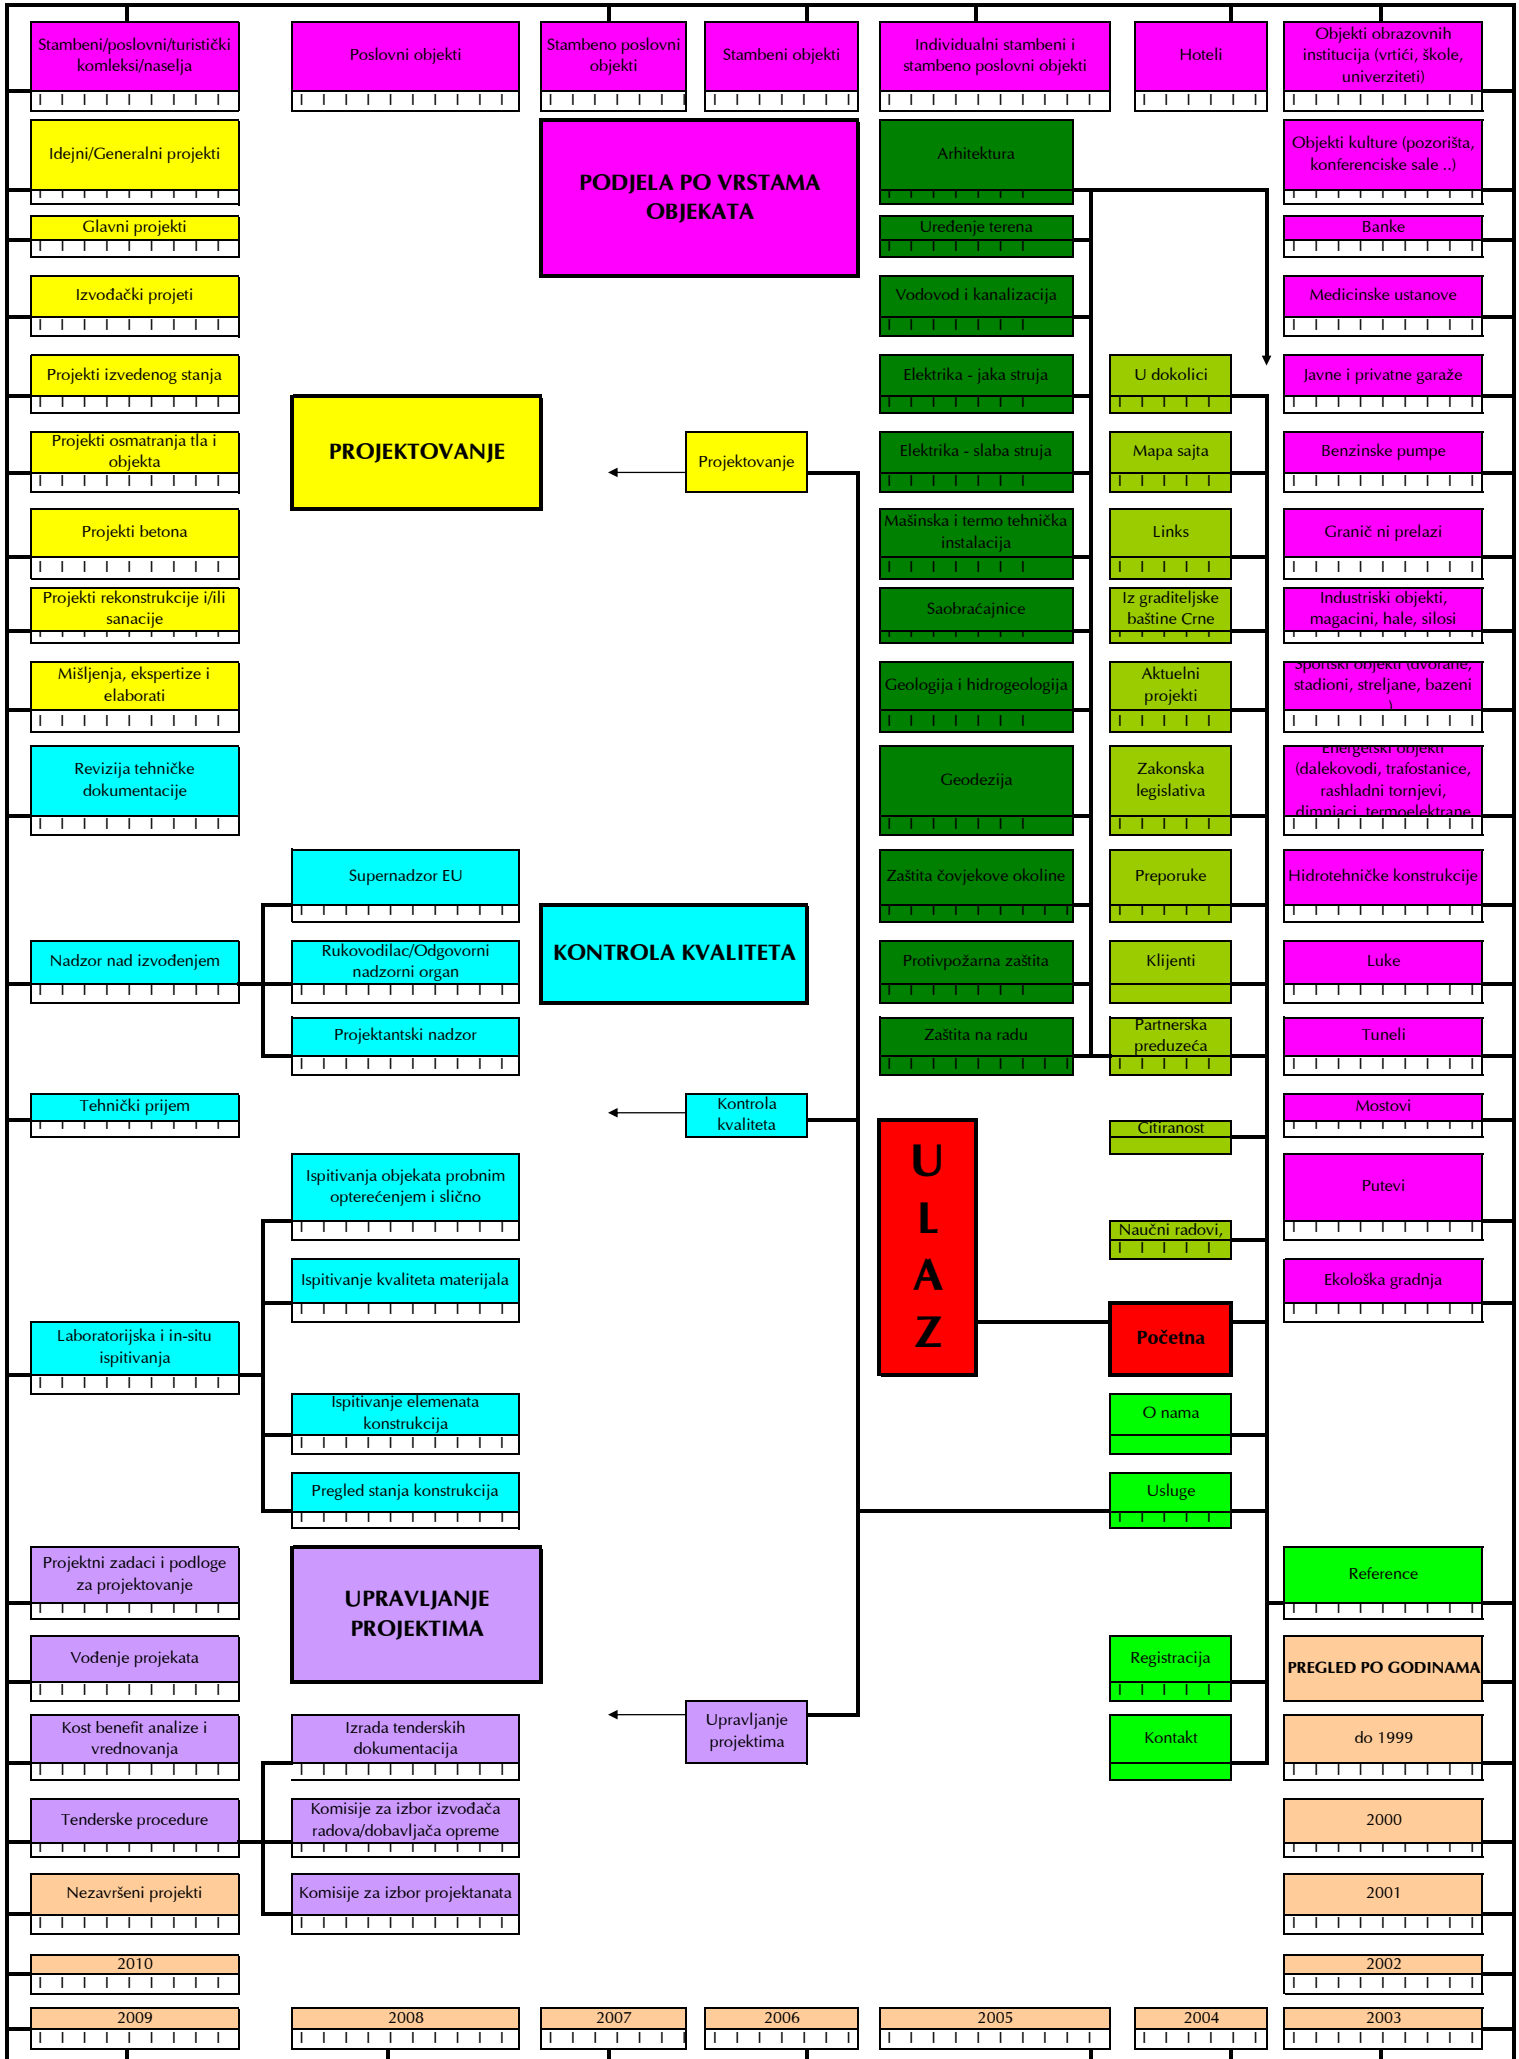 Stambeni/poslovni/turistički
komleksi/naselja
Poslovni objekti
Stambeno poslovni
objekti
Stambeni objekti
Individualni stambeni i
stambeno poslovni objekti
Hoteli
Objekti obrazovnih
institucija (vrtići, škole,
univerziteti)
Idejni/Generalni projekti
PODJELA PO VRSTAMA
OBJEKATA
Arhitektura
Objekti kulture (pozorišta,
konferenciske sale ..)
Glavni projekti
Uređenje terena
Banke
Izvođački projeti
Vodovod i kanalizacija
Medicinske ustanove
Projekti izvedenog stanja
Elektrika - jaka struja
U dokolici
Javne i privatne garaže
Projekti osmatranja tla i
objekta
PROJEKTOVANJE
Projektovanje
Elektrika - slaba struja
Mapa sajta
Benzinske pumpe
Projekti betona
Mašinska i termo tehnička
instalacija
Links
Granič ni prelazi
Projekti rekonstrukcije i/ili
sanacije
Saobraćajnice
Iz graditeljske
baštine Crne
Industriski objekti,
magacini, hale, silosi
Mišljenja, ekspertize i
elaborati
Geologija i hidrogeologija
Aktuelni
projekti
Sportski objekti (dvorane,
stadioni, streljane, bazeni
)
Revizija tehničke
dokumentacije
Geodezija
Zakonska
legislativa
Energetski objekti
(dalekovodi, trafostanice,
rashladni tornjevi,
dimnjaci, termoelektrane
Supernadzor EU
Zaštita čovjekove okoline
Preporuke
Hidrotehničke konstrukcije
Nadzor nad izvođenjem
Rukovodilac/Odgovorni
nadzorni organ
KONTROLA KVALITETA
Protivpožarna zaštita
Klijenti
Luke
Projektantski nadzor
Zaštita na radu
Partnerska
preduzeća
Tuneli
Tehnički prijem
Kontrola
kvaliteta
Citiranost
Mostovi
Ispitivanja objekata probnim
opterećenjem i slično
U
L
A
Z
Putevi
Naučni radovi,
Ispitivanje kvaliteta materijala
Ekološka gradnja
Laboratorijska i in-situ
ispitivanja
Početna
Ispitivanje elemenata
konstrukcija
O nama
Pregled stanja konstrukcija
Usluge
Projektni zadaci i podloge
za projektovanje
UPRAVLJANJE
PROJEKTIMA
Reference
Vođenje projekata
Registracija
PREGLED PO GODINAMA
Kost benefit analize i
vrednovanja
Izrada tenderskih
dokumentacija
Upravljanje
projektima
Kontakt
do 1999
Tenderske procedure
Komisije za izbor izvođača
radova/dobavljača opreme
2000
Nezavršeni projekti
Komisije za izbor projektanata
2001
2010
2002
2009
2008
2007
2006
2005
2004
2003